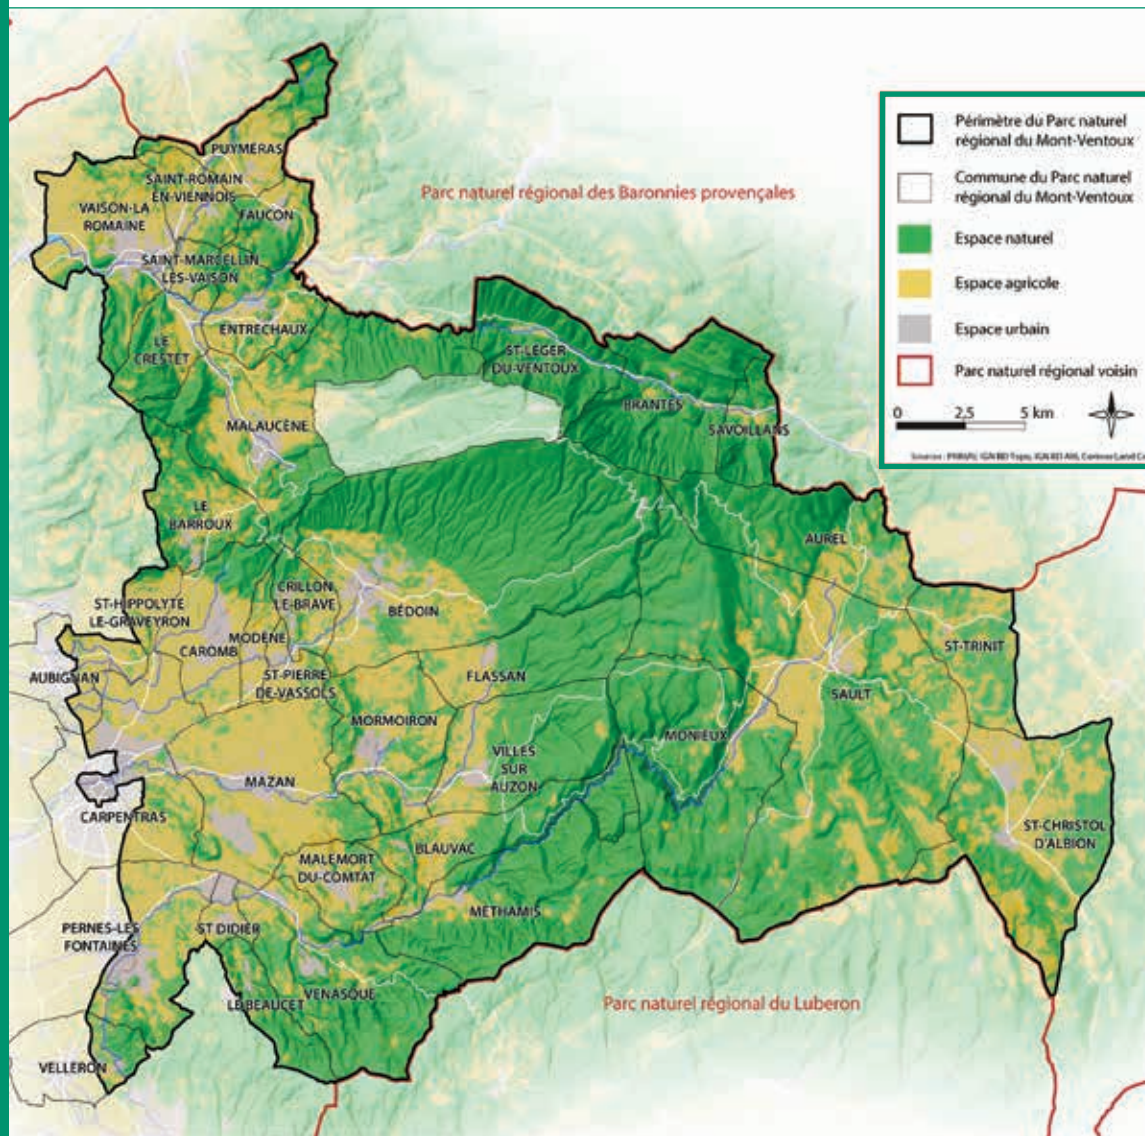 Périmètre du Parc naturel
régional du Mont-Ventoux
Commune du Parc naturel
régional du Mont-Ventoux
Espace naturel
Espace agricole
Espace urbain
Parc naturel régional voisin
0 2,5 5 km
Parc naturel régional des Baronnies provençales
PUYMÉRAS
SAINT-ROMAIN
EN-VIENNOIS
VAISON-LA
ROMAINE
FAUCON
SAINT-MARCELLIN
LÈS-VAISON
ENTRECHAUX
LE
CRESTET
ST-LÉGER
DU-VENTOUX
BRANTES
SAVOILLANS
MALAUCÈNE
LE
BARROUX
AUREL
CRILLON
LE-BRAVE
BÉDOIN
ST-HIPPOLYTE
LE-GRAVEYRON
MODÈNE
CAROMB
ST-TRINIT
AUBIGNAN
ST-PIERRE
DE-VASSOLS
FLASSAN
SAULT
MORMOIRON
MONIEUX
VILLES
SUR
AUZON
MAZAN
CARPENTRAS
ST-CHRISTOL
D'ALBION
BLAUVAC
MALEMORT
DU-COMTAT
MÉTHAMIS
PERNES-LES
FONTAINES
ST DIDIER
LE BEAUCET
VENASQUE
Parc naturel régional du Luberon
VELLERON